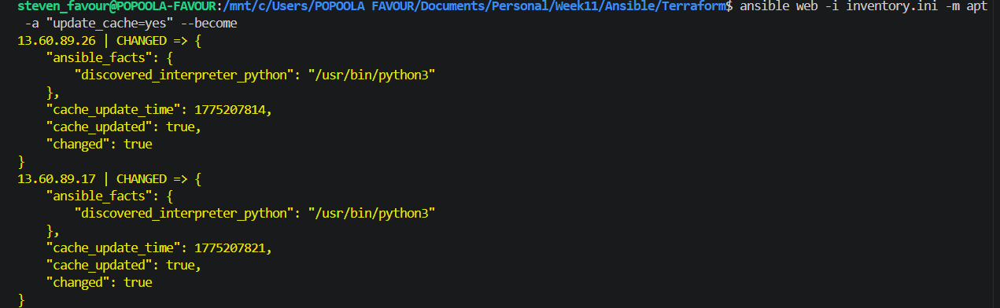 steven_favour@POPOOLA-FAVOUR:/mnt/c/Users/POPOOLA FAVOUR/Documents/Personal/Week11/Ansible/Terraform$ ansible web -i inventory.ini -m apt
 -a "update_cache=yes" --become
13.60.89.26 | CHANGED => {
    "ansible_facts": {
        "discovered_interpreter_python": "/usr/bin/python3"
    },
    "cache_update_time": 1775207814,
    "cache_updated": true,
    "changed": true
}
13.60.89.17 | CHANGED => {
    "ansible_facts": {
        "discovered_interpreter_python": "/usr/bin/python3"
    },
    "cache_update_time": 1775207821,
    "cache_updated": true,
    "changed": true
}